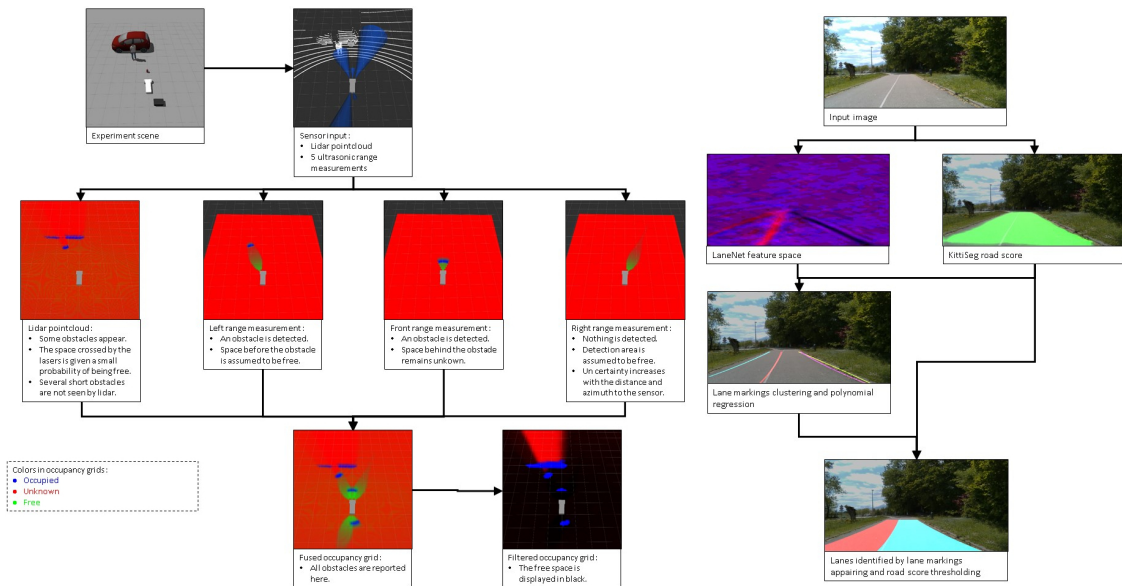 Experiment scene
Sensor input :
• Lidar pointcloud
• 5 ultrasonic range
measurements
Lidar pointcloud :
• Some obstacles appear.
• The space crossed by the
lasers is given a small
probability of being free.
• Several short obstacles
are not seen by lidar.
Left range measurement :
• An obstacle is detected.
• Space before the obstacle
is assumed to be free.
Front range measurement :
• An obstacle is detected.
• Space behind the obstacle
remains unkown.
Right range measurement :
• Nothing is detected.
• Detection area is
assumed to be free.
• Un certainty increases
with the distance and
azimuth to the sensor.
Colors in occupancy grids :
• Occupied
• Unknown
• Free
Fused occupancy grid :
• All obstacles are reported
here.
Filtered occupancy grid :
• The free space is
displayed in black.
Input image
LaneNet feature space
KittiSeg road score
Lane markings clustering and polynomial
regression
Lanes identified by lane markings
appairing and road score thresholding